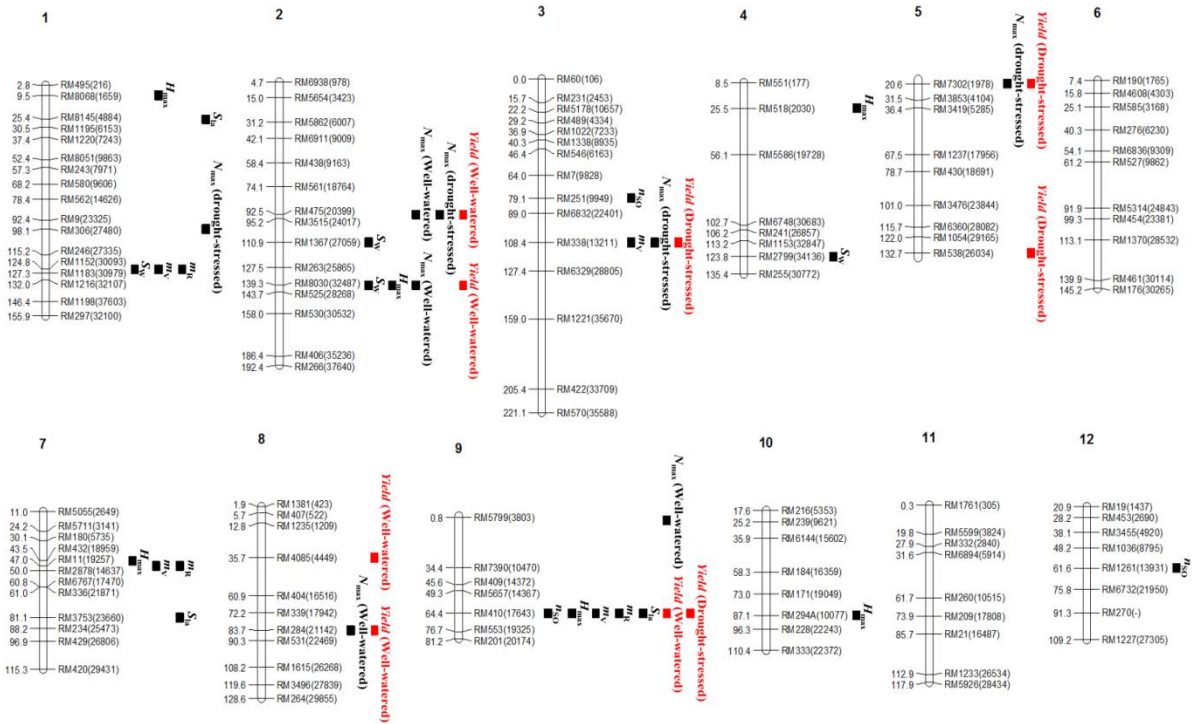 1
2.8 RM495(216)
9.5 RM8068(1659)
25.4 RM8145(4884)
30.5 RM1195(6153)
37.4 RM1220(7243)
52.4 RM8051(9863)
57.3 RM243(7971)
68.2 RM580(9606)
78.4 RM562(14626)
92.4 RM9(23325)
98.1 RM306(27480)
115.2 RM246(27335)
124.8 RM1152(30093)
127.3 RM1183(30979)
132.0 RM1216(32107)
146.4 RM1198(37603)
155.9 RM297(32100)
Hmax
Sla
Nmax (drought-stressed)
SW
mV
mR
2
4.7 RM6938(978)
15.0 RM5654(3423)
31.2 RM5862(6007)
42.1 RM6911(9009)
58.4 RM438(9163)
74.1 RM561(18764)
92.5 RM475(20399)
95.2 RM3515(24017)
110.9 RM1367(27059)
127.5 RM263(25865)
139.3 RM8030(32487)
143.7 RM525(28268)
158.0 RM530(30532)
186.4 RM406(35236)
192.4 RM266(37640)
Nmax (Well-watered)
Nmax (drought-stressed)
Yield (Well-watered)
SW
SW
Hmax
Nmax (Well-watered)
Yield (Well-watered)
3
0.0 RM60(106)
15.7 RM231(2453)
22.2 RM5178(10657)
29.2 RM489(4334)
36.9 RM1022(7233)
40.3 RM1338(8935)
46.4 RM546(6163)
64.0 RM7(9828)
79.1 RM251(9949)
89.0 RM6832(22401)
108.4 RM338(13211)
127.4 RM6329(28805)
159.0 RM1221(35670)
205.4 RM422(33709)
221.1 RM570(35588)
nSO
mV
Nmax (drought-stressed)
Yield (Drought-stressed)
4
8.5 RM551(177)
25.5 RM518(2030)
56.1 RM5586(19728)
102.7 RM6748(30683)
106.2 RM241(26857)
113.2 RM1153(32847)
123.8 RM2799(34136)
135.4 RM255(30772)
Hmax
SW
5
20.6 RM7302(1978)
31.5 RM3853(4104)
36.4 RM3419(5285)
67.5 RM1237(17956)
78.7 RM430(18691)
101.0 RM3476(23844)
115.7 RM6360(28082)
122.0 RM1054(29165)
132.7 RM538(26034)
Nmax (drought-stressed)
Yield (Drought-stressed)
Yield (Drought-stressed)
6
7.4 RM190(1765)
15.8 RM4608(4303)
25.1 RM585(3168)
40.3 RM276(6230)
54.1 RM6836(9309)
61.2 RM527(9862)
91.9 RM5314(24843)
99.3 RM454(23381)
113.1 RM1370(28532)
139.9 RM461(30114)
145.2 RM176(30265)
7
11.0 RM5055(2649)
24.2 RM5711(3141)
30.1 RM180(5735)
43.5 RM432(18959)
47.0 RM11(19257)
50.0 RM2878(14637)
60.8 RM6767(17470)
61.0 RM336(21871)
81.1 RM3753(23660)
88.2 RM234(25473)
96.9 RM429(26806)
115.3 RM420(29431)
Hmax
mV
mR
Sla
8
1.9 RM1381(423)
5.7 RM407(522)
12.8 RM1235(1209)
35.7 RM4085(4449)
60.9 RM404(16516)
72.2 RM339(17942)
83.7 RM284(21142)
90.3 RM531(22469)
108.2 RM1615(26268)
119.6 RM3496(27839)
128.6 RM264(29855)
Yield (Well-watered)
Nmax (Well-watered)
Yield (Well-watered)
9
0.8 RM5799(3803)
34.4 RM7390(10470)
45.6 RM409(14372)
49.3 RM5657(14367)
64.4 RM410(17643)
76.7 RM553(19325)
81.2 RM201(20174)
Nmax (Well-watered)
nSO
Hmax
mV
mR
Sla
Yield (Well-watered)
Yield (Drought-stressed)
10
17.6 RM216(5353)
25.2 RM239(9621)
35.9 RM6144(15602)
58.3 RM184(16359)
73.0 RM171(19049)
87.1 RM294A(10077)
96.3 RM228(22243)
110.4 RM333(22372)
Hmax
11
0.3 RM1761(305)
19.8 RM5599(3824)
27.9 RM332(2840)
31.6 RM6894(5914)
61.7 RM260(10515)
73.9 RM209(17808)
85.7 RM21(16487)
112.9 RM1233(26534)
117.9 RM5926(28434)
12
20.9 RM19(1437)
28.2 RM453(2690)
38.1 RM3455(4920)
48.2 RM1036(8795)
61.6 RM1261(13931)
75.8 RM6732(21950)
91.3 RM270(-)
109.2 RM1227(27305)
nSO